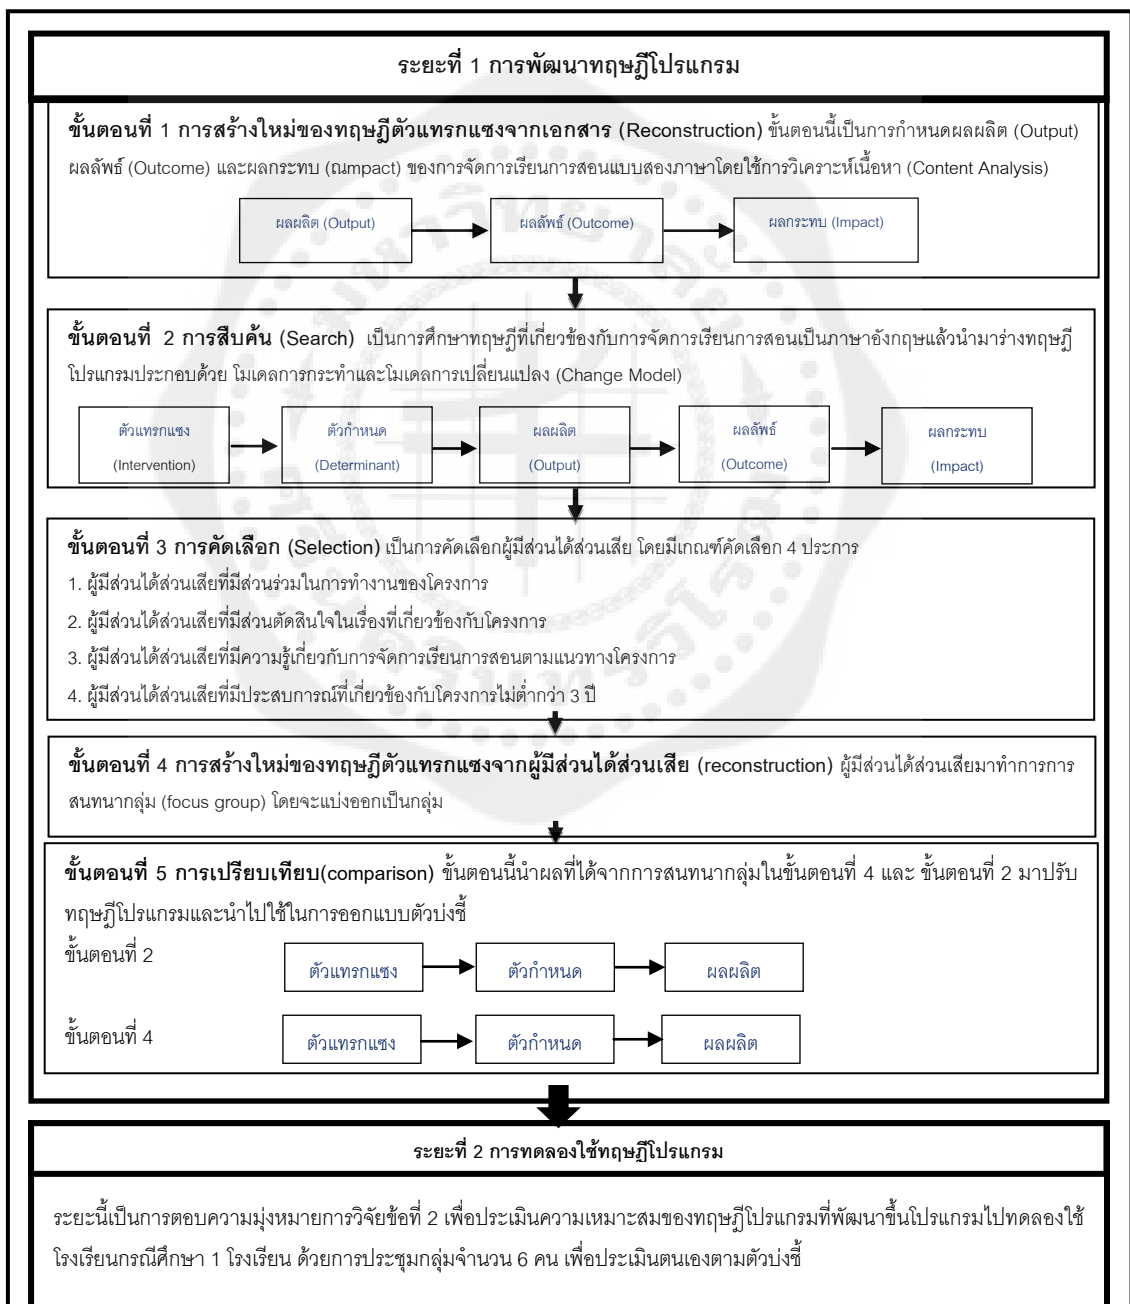 ระยะที่ 1 การพัฒนาทฤษฎีโปรแกรม
ขั้นตอนที่ 1 การสร้างใหม่ของทฤษฎีตัวแทรกแซงจากเอกสาร (Reconstruction) ขั้นตอนนี้เป็นการกำหนดผลผลิต (Output)
ผลลัพธ์ (Outcome) และผลกระทบ (ณmpact) ของการจัดการเรียนการสอนแบบสองภาษาโดยใช้การวิเคราะห์เนื้อหา (Content Analysis)
ผลผลิต (Output) ผลลัพธ์ (Outcome) ผลกระทบ (Impact)
ขั้นตอนที่ 2 การสืบค้น (Search) เป็นการศึกษาทฤษฎีที่เกี่ยวข้องกับการจัดการเรียนการสอนเป็นภาษาอังกฤษแล้วนำมาร่างทฤษฎี
โปรแกรมประกอบด้วย โมเดลการกระทำและโมเดลการเปลี่ยนแปลง (Change Model)
ตัวแทรกแซง ตัวกำหนด ผลผลิต ผลลัพธ์ ผลกระทบ
(Intervention) (Determinant) (Output) (Outcome) (Impact)
ขั้นตอนที่ 3 การคัดเลือก (Selection) เป็นการคัดเลือกผู้มีส่วนได้ส่วนเสีย โดยมีเกณฑ์คัดเลือก 4 ประการ
1. ผู้มีส่วนได้ส่วนเสียที่มีส่วนร่วมในการทำงานของโครงการ
2. ผู้มีส่วนได้ส่วนเสียที่มีส่วนตัดสินใจในเรื่องที่เกี่ยวข้องกับโครงการ
3. ผู้มีส่วนได้ส่วนเสียที่มีความรู้เกี่ยวกับการจัดการเรียนการสอนตามแนวทางโครงการ
4. ผู้มีส่วนได้ส่วนเสียที่มีประสบการณ์ที่เกี่ยวข้องกับโครงการไม่ต่ำกว่า 3 ปี
ขั้นตอนที่ 4 การสร้างใหม่ของทฤษฎีตัวแทรกแซงจากผู้มีส่วนได้ส่วนเสีย (reconstruction) ผู้มีส่วนได้ส่วนเสียมาทำการการ
สนทนากลุ่ม (focus group) โดยจะแบ่งออกเป็นกลุ่ม
ขั้นตอนที่ 5 การเปรียบเทียบ(comparison) ขั้นตอนนี้นำผลที่ได้จากการสนทนากลุ่มในขั้นตอนที่ 4 และ ขั้นตอนที่ 2 มาปรับ
ทฤษฎีโปรแกรมและนำไปใช้ในการออกแบบตัวบ่งชี้
ขั้นตอนที่ 2 ตัวแทรกแซง ตัวกำหนด ผลผลิต
ขั้นตอนที่ 4 ตัวแทรกแซง ตัวกำหนด ผลผลิต
ระยะที่ 2 การทดลองใช้ทฤษฎีโปรแกรม
ระยะนี้เป็นการตอบความมุ่งหมายการวิจัยข้อที่ 2 เพื่อประเมินความเหมาะสมของทฤษฎีโปรแกรมที่พัฒนาขึ้นโปรแกรมไปทดลองใช้
โรงเรียนกรณีศึกษา 1 โรงเรียน ด้วยการประชุมกลุ่มจำนวน 6 คน เพื่อประเมินตนเองตามตัวบ่งชี้